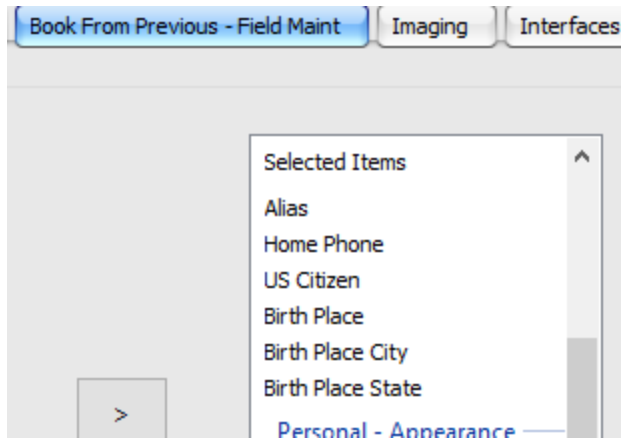 Book From Previous - Field Maint
Imaging
Interfaces
Selected Items
Alias
Home Phone
US Citizen
Birth Place
Birth Place City
Birth Place State
>
Personal - Appearance